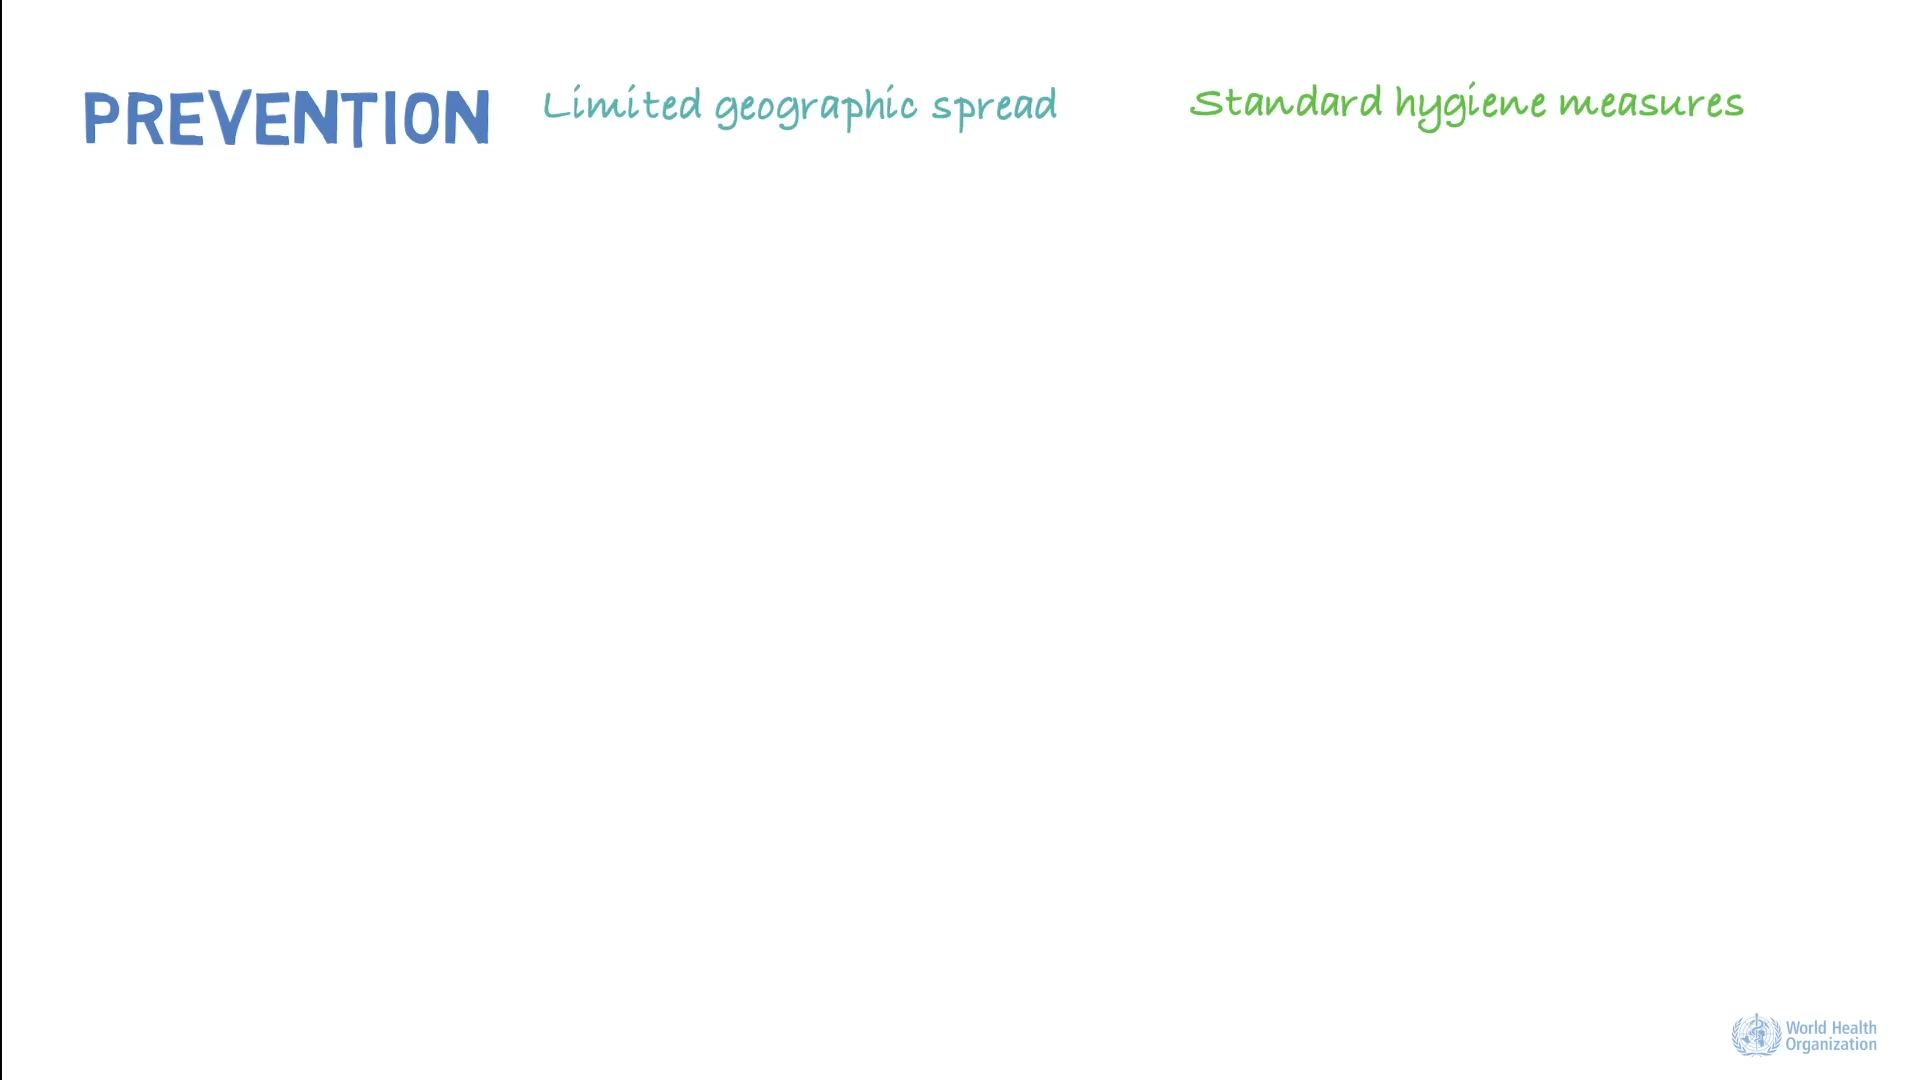 PREVENTION Limited geographic spread Standard hygiene measures
World Health
Organization